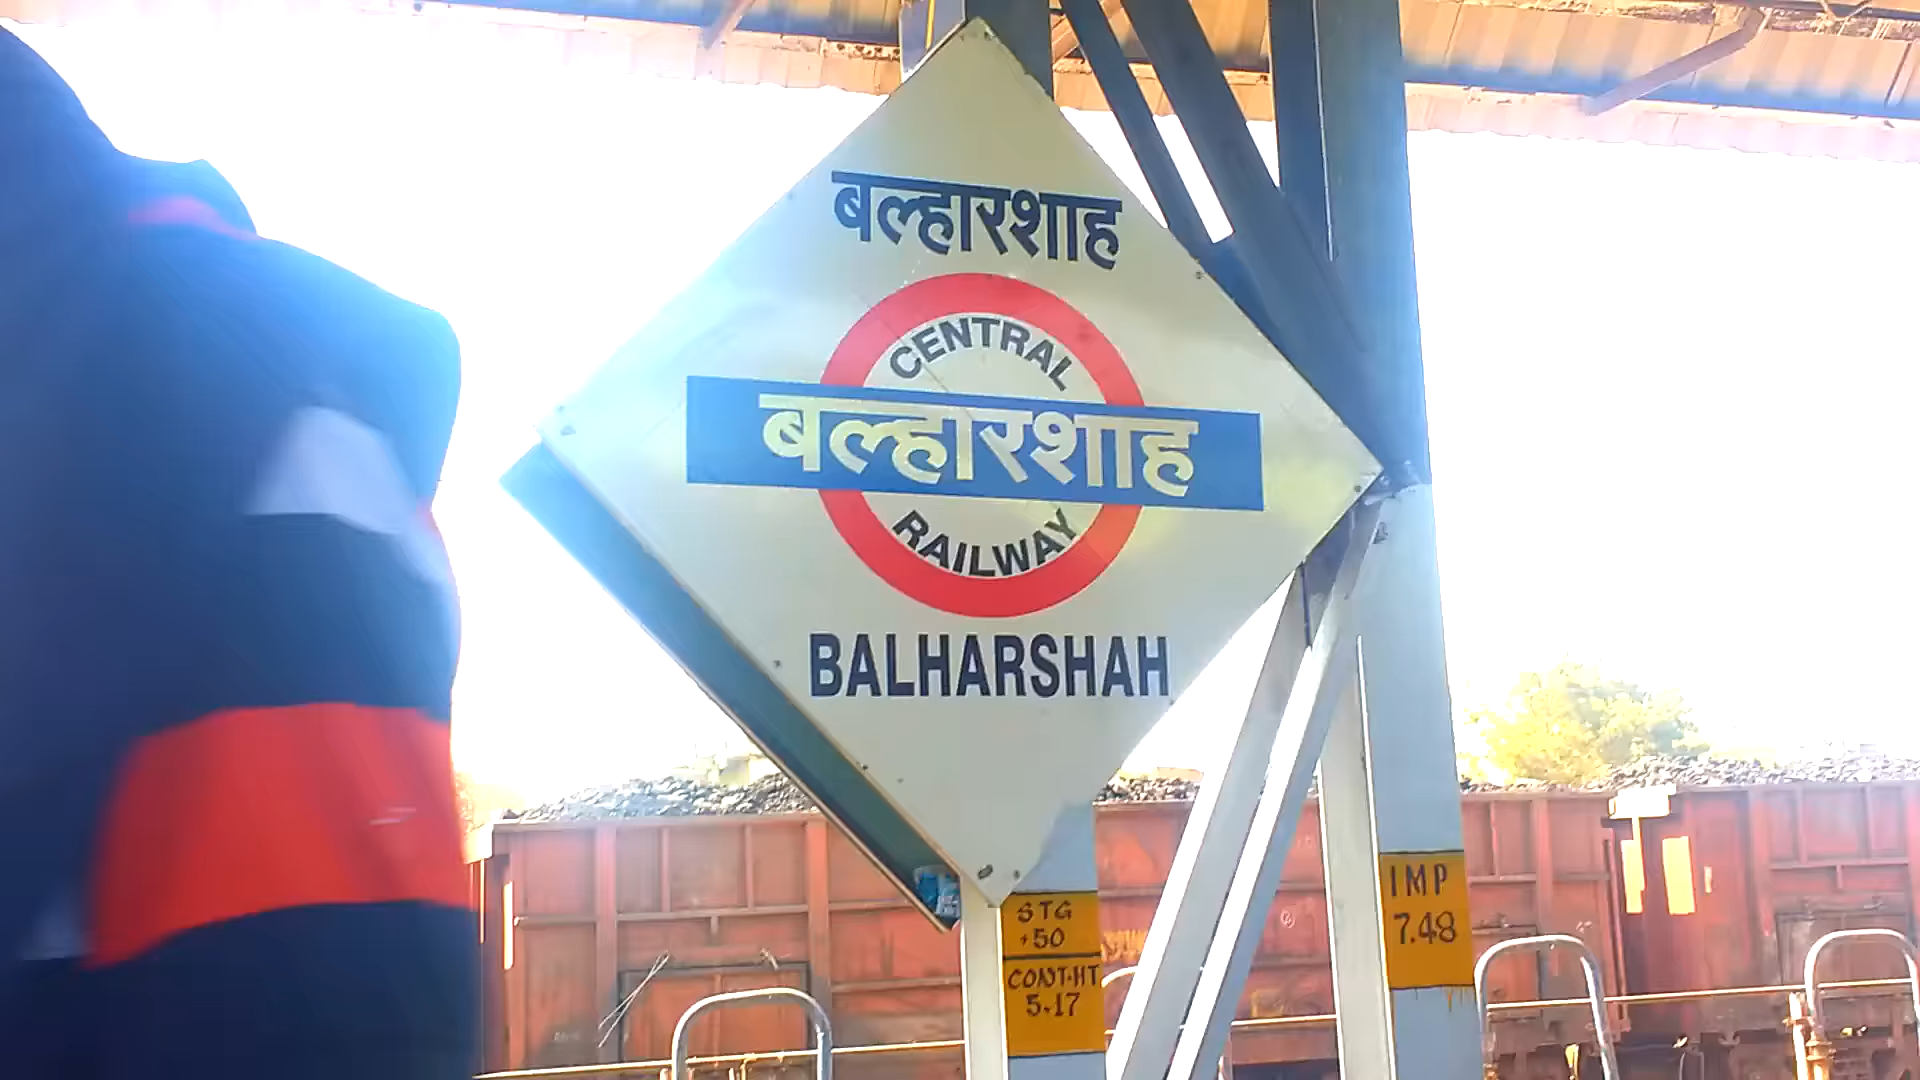 बल्हारशाह
CENTRAL
बल्हारशाह
RAILWAY
BALHARSHAH
STG
+50
CONT.HT
5.17
IMP
7.48